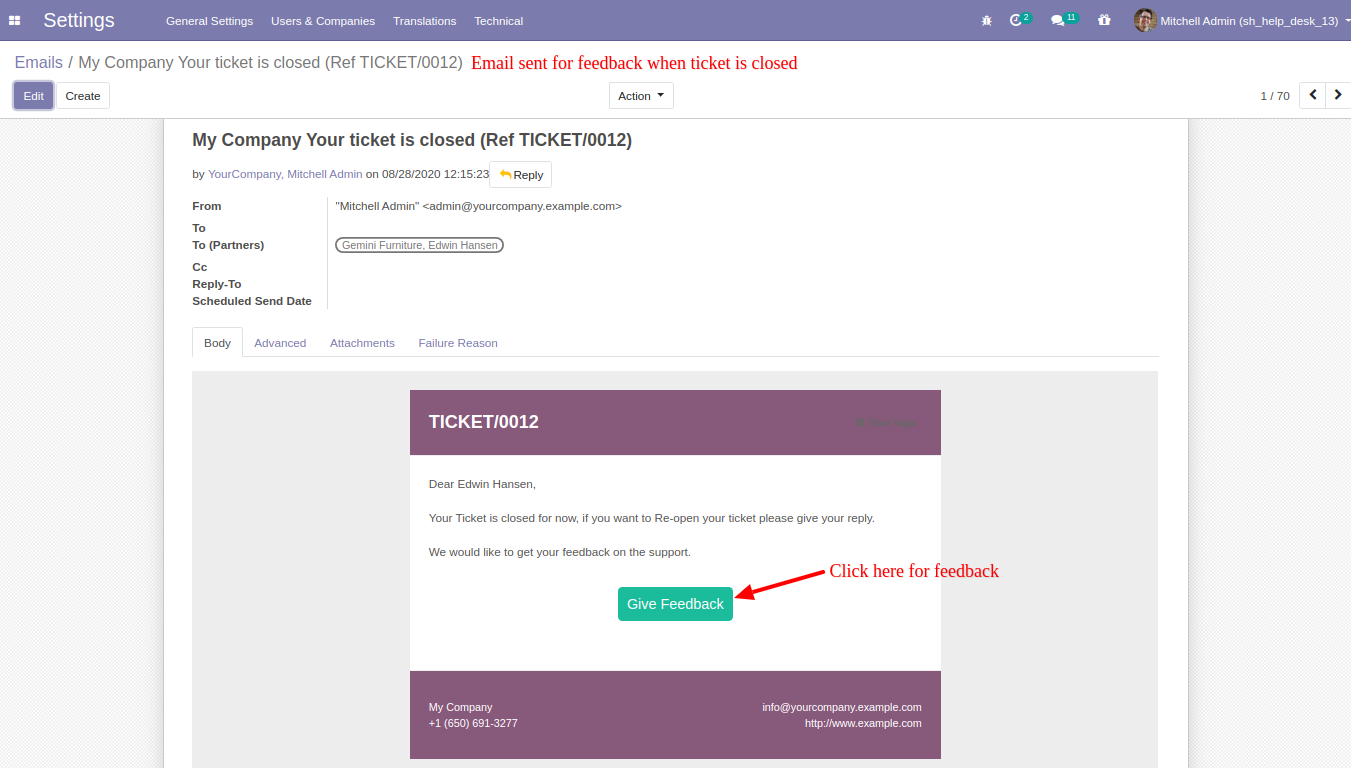 Settings General Settings Users & Companies Translations Technical 2 11 Mitchell Admin (sh_help_desk_13)
Emails / My Company Your ticket is closed (Ref TICKET/0012) Email sent for feedback when ticket is closed
Edit Create Action 1 / 70
My Company Your ticket is closed (Ref TICKET/0012)
by YourCompany, Mitchell Admin on 08/28/2020 12:15:23 Reply
From "Mitchell Admin" <admin@yourcompany.example.com>
To
To (Partners) Gemini Furniture, Edwin Hansen
Cc
Reply-To
Scheduled Send Date
Body Advanced Attachments Failure Reason
TICKET/0012
Dear Edwin Hansen,
Your Ticket is closed for now, if you want to Re-open your ticket please give your reply.
We would like to get your feedback on the support.
Click here for feedback
Give Feedback
My Company info@yourcompany.example.com
+1 (650) 691-3277 http://www.example.com